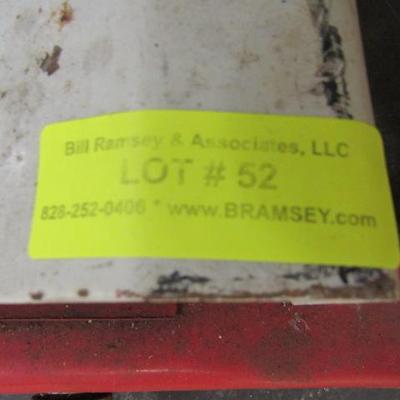 Bill Ramsey & Associates, LLC
LOT # 52
828-252-0406 * www.BRAMSEY.com